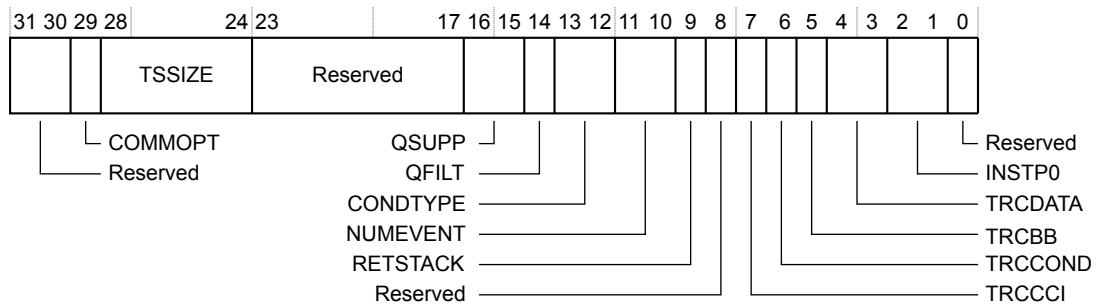 31 30 29 28 24 23 17 16 15 14 13 12 11 10 9 8 7 6 5 4 3 2 1 0
TSSIZE Reserved
COMMOPT QSUPP Reserved
Reserved QFILT INSTP0
CONDTYPE TRCDATA
NUMEVENT TRCBB
RETSTACK TRCCOND
Reserved TRCCCI